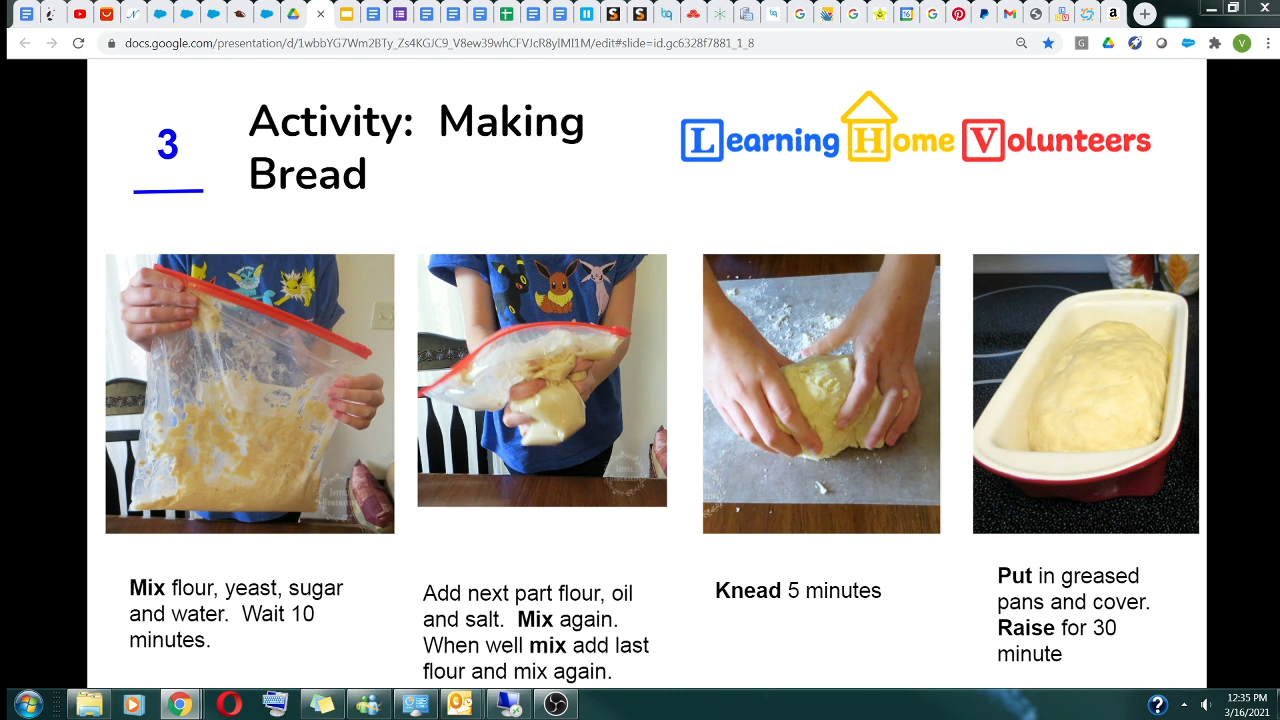 docs.google.com/presentation/d/1wbbYG7Wm2BTy_Zs4KGJC9_V8ew39whCFVJeR8yIMI1M/edit#slide=id.gc6328f7881_1_8
3
Activity: Making
Bread
Learning Home Volunteers
Mix flour, yeast, sugar
and water. Wait 10
minutes.
Add next part flour, oil
and salt. Mix again.
When well mix add last
flour and mix again.
Knead 5 minutes
Put in greased
pans and cover.
Raise for 30
minute
12:35 PM
3/16/2021